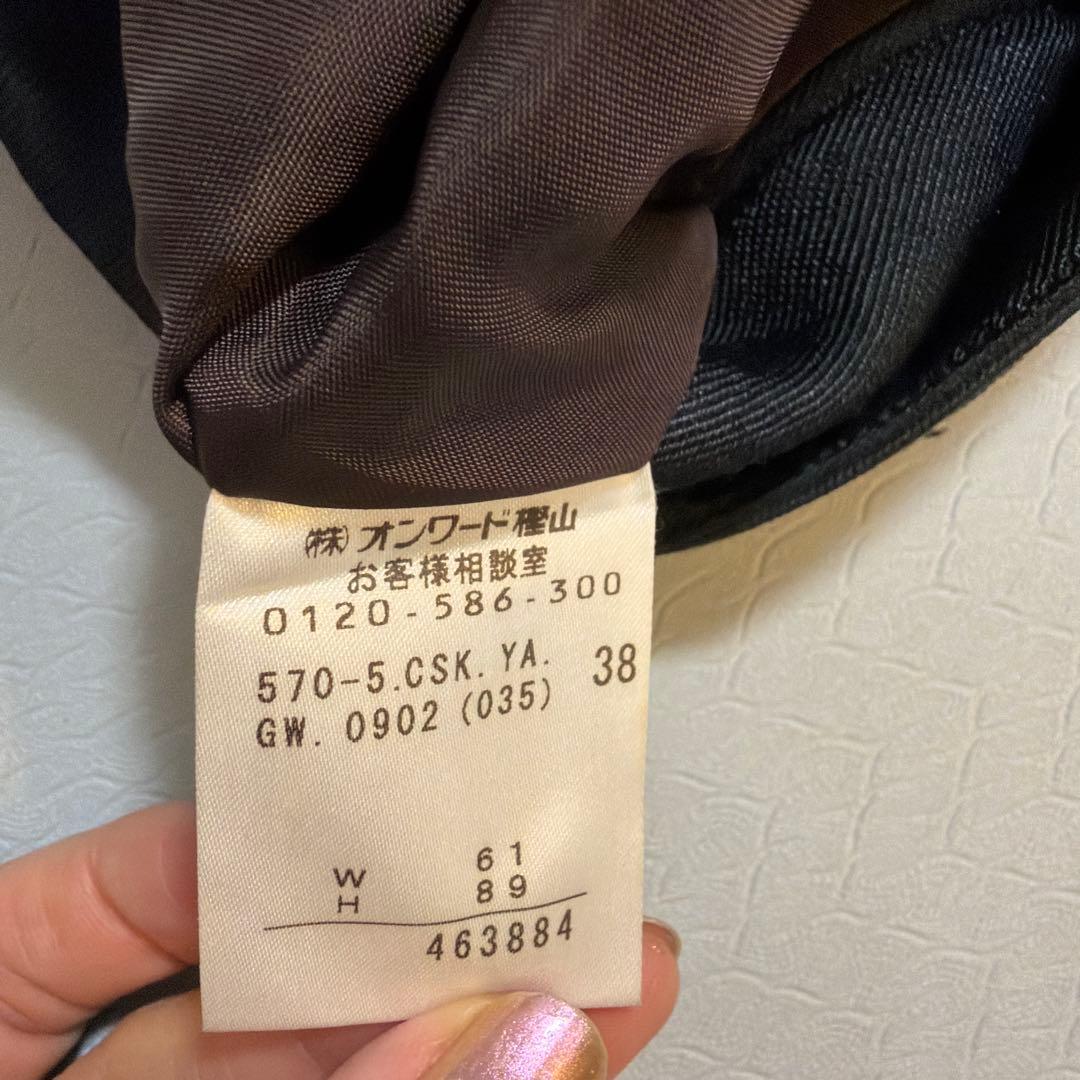 ㈱オンワード樫山
お客様相談室
0120-586-300
570-5.CSK.YA. 38
GW. 0902 (035)
W 61
H 89
463884